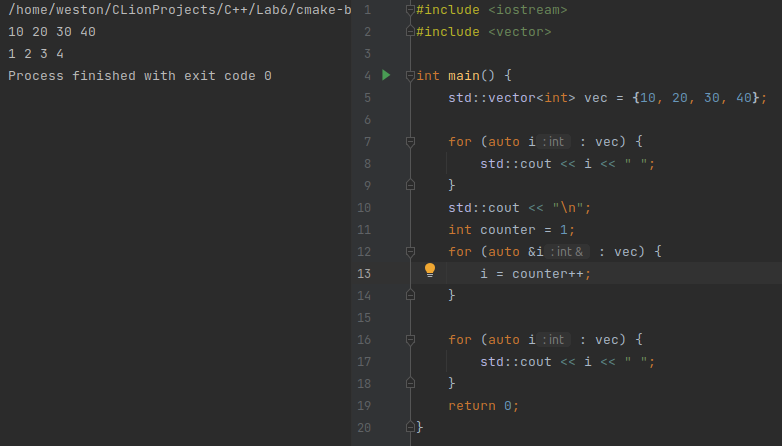 /home/weston/CLionProjects/C++/Lab6/cmake-b
10 20 30 40
1 2 3 4
Process finished with exit code 0
1 #include <iostream>
2 #include <vector>
3
4 int main() {
5     std::vector<int> vec = {10, 20, 30, 40};
6
7     for (auto i : int : vec) {
8         std::cout << i << " ";
9     }
10     std::cout << "\n";
11     int counter = 1;
12     for (auto &i : int & : vec) {
13         i = counter++;
14     }
15
16     for (auto i : int : vec) {
17         std::cout << i << " ";
18     }
19     return 0;
20 }